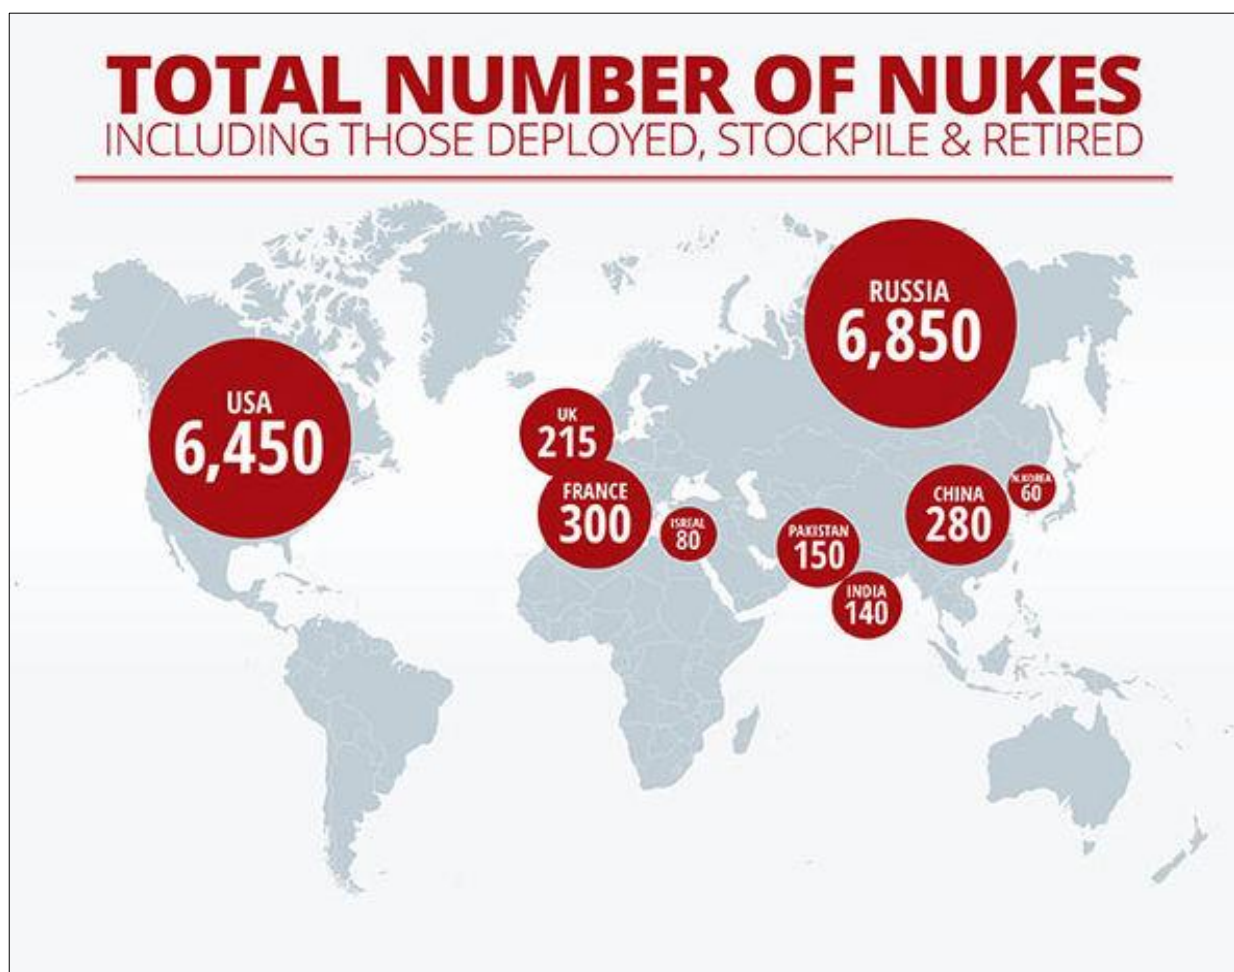 TOTAL NUMBER OF NUKES
INCLUDING THOSE DEPLOYED, STOCKPILE & RETIRED
RUSSIA
6,850
USA
6,450
UK
215
FRANCE
300
ISREAL
80
PAKISTAN
150
INDIA
140
CHINA
280
N.KOREA
60